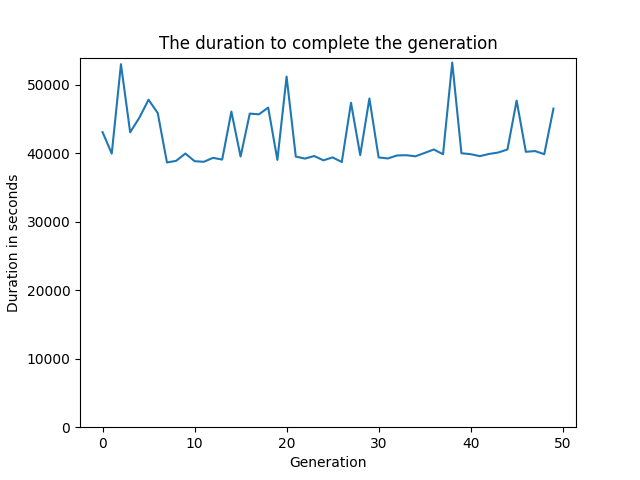 The duration to complete the generation
50000
40000
30000
20000
10000
0
Duration in seconds
0 10 20 30 40 50
Generation